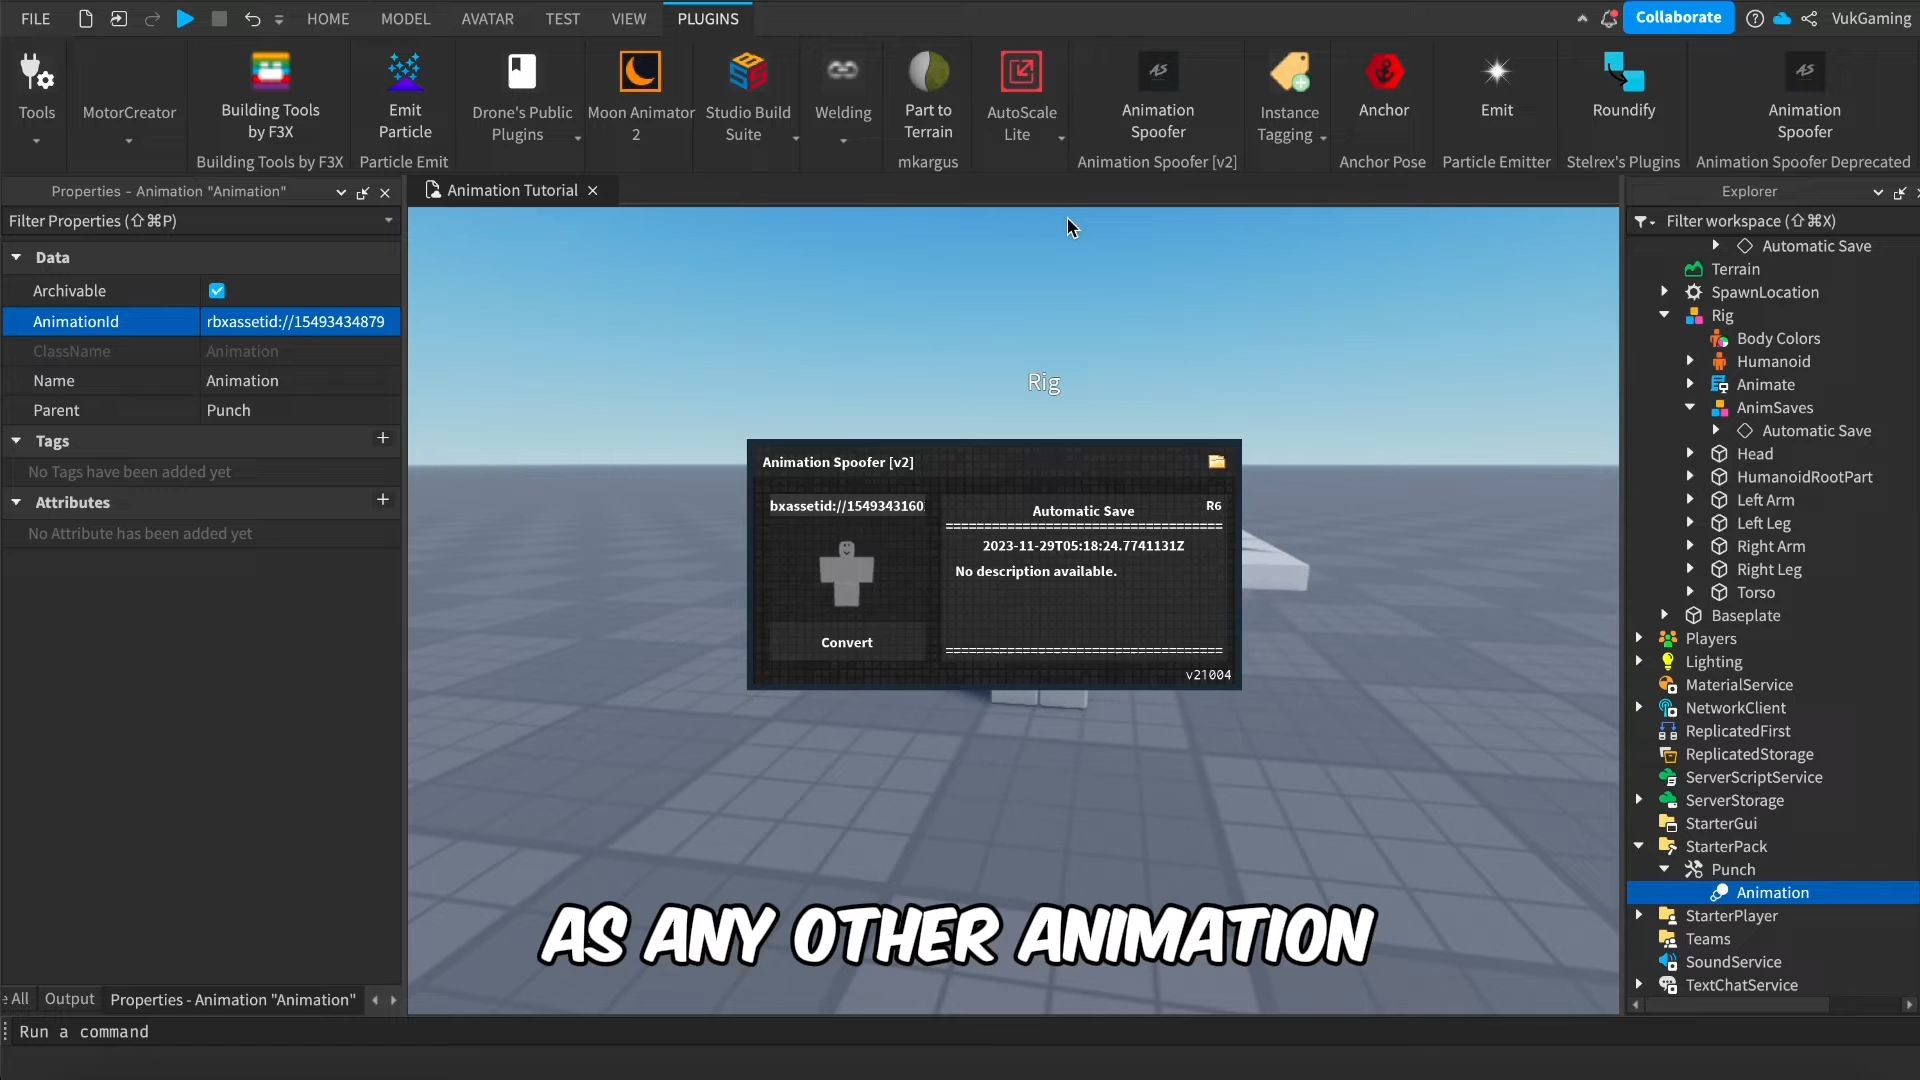 FILE HOME MODEL AVATAR TEST VIEW PLUGINS Collaborate VukGaming
Tools
MotorCreator
Building Tools
by F3X
Building Tools by F3X
Emit
Particle
Particle Emit
Drone's Public
Plugins
Moon Animator
2
Studio Build
Suite
Welding
Part to
Terrain
mkargus
AutoScale
Lite
AS
Animation
Spoofer
Animation Spoofer [v2]
Instance
Tagging
Anchor
Anchor Pose
Emit
Particle Emitter
Roundify
Stelrex's Plugins
AS
Animation
Spoofer
Animation Spoofer Deprecated
Properties - Animation "Animation"
Filter Properties (⇧⌘P)
Data
Archivable
AnimationId rbxassetid://15493434879
ClassName Animation
Name Animation
Parent Punch
Tags
No Tags have been added yet
Attributes
No Attribute has been added yet
e All Output Properties - Animation "Animation"
Run a command
Animation Tutorial
Rig
Animation Spoofer [v2]
bxassetid://1549343160
Convert
Automatic Save R6
===================================
2023-11-29T05:18:24.7741131Z
No description available.
===================================
v21004
AS ANY OTHER ANIMATION
Explorer
Filter workspace (⇧⌘X)
Automatic Save
Terrain
SpawnLocation
Rig
Body Colors
Humanoid
Animate
AnimSaves
Automatic Save
Head
HumanoidRootPart
Left Arm
Left Leg
Right Arm
Right Leg
Torso
Baseplate
Players
Lighting
MaterialService
NetworkClient
ReplicatedFirst
ReplicatedStorage
ServerScriptService
ServerStorage
StarterGui
StarterPack
Punch
Animation
StarterPlayer
Teams
SoundService
TextChatService